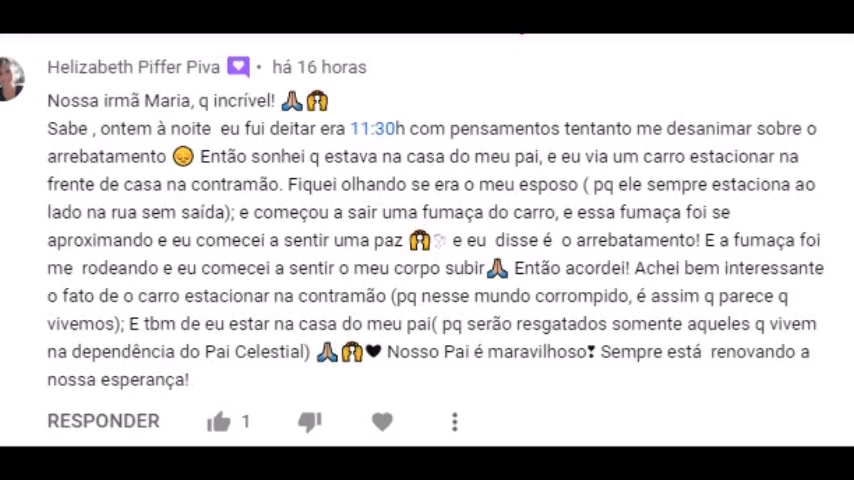 Helizabeth Piffer Piva 💜 • há 16 horas
Nossa irmã Maria, q incrível! 🙏🏽🙌
Sabe , ontem à noite eu fui deitar era 11:30h com pensamentos tentanto me desanimar sobre o
arrebatamento 😞 Então sonhei q estava na casa do meu pai, e eu via um carro estacionar na
frente de casa na contramão. Fiquei olhando se era o meu esposo ( pq ele sempre estaciona ao
lado na rua sem saída); e começou a sair uma fumaça do carro, e essa fumaça foi se
aproximando e eu comecei a sentir uma paz 🙌🕊 e eu disse é o arrebatamento! E a fumaça foi
me rodeando e eu comecei a sentir o meu corpo subir🙏🏽 Então acordei! Achei bem interessante
o fato de o carro estacionar na contramão (pq nesse mundo corrompido, é assim q parece q
vivemos); E tbm de eu estar na casa do meu pai( pq serão resgatados somente aqueles q vivem
na dependência do Pai Celestial) 🙏🏽🙌🖤 Nosso Pai é maravilhoso❣ Sempre está renovando a
nossa esperança!
RESPONDER 1